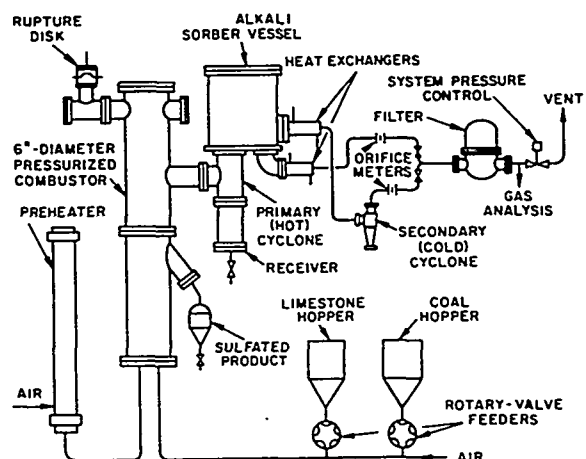 RUPTURE
DISK
ALKALI
SORBER VESSEL
HEAT EXCHANGERS
SYSTEM PRESSURE
CONTROL
VENT
FILTER
6"-DIAMETER
PRESSURIZED
COMBUSTOR
ORIFICE
METERS
GAS
ANALYSIS
PREHEATER
PRIMARY
(HOT)
CYCLONE
SECONDARY
(COLD)
CYCLONE
RECEIVER
LIMESTONE
HOPPER
COAL
HOPPER
SULFATED
PRODUCT
AIR
ROTARY-VALVE
FEEDERS
AIR